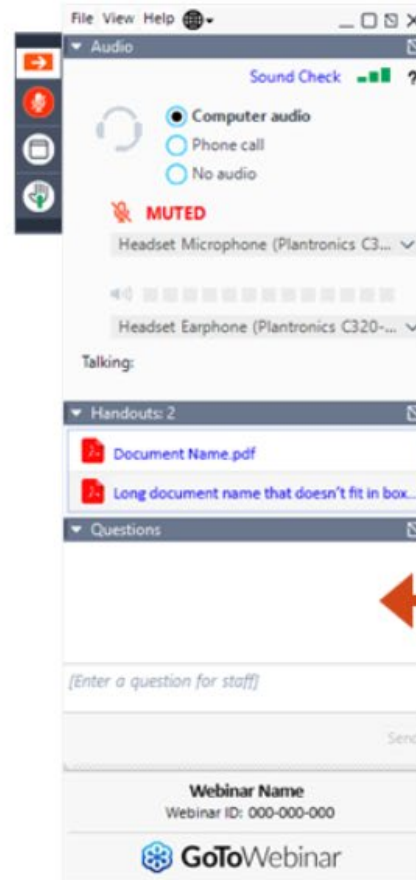 File View Help
Audio
Sound Check ?
Computer audio
Phone call
No audio
MUTED
Headset Microphone (Plantronics C3...
Headset Earphone (Plantronics C320-...
Talking:
Handouts: 2
Document Name.pdf
Long document name that doesn't fit in box...
Questions
[Enter a question for staff]
Send
Webinar Name
Webinar ID: 000-000-000
GoToWebinar